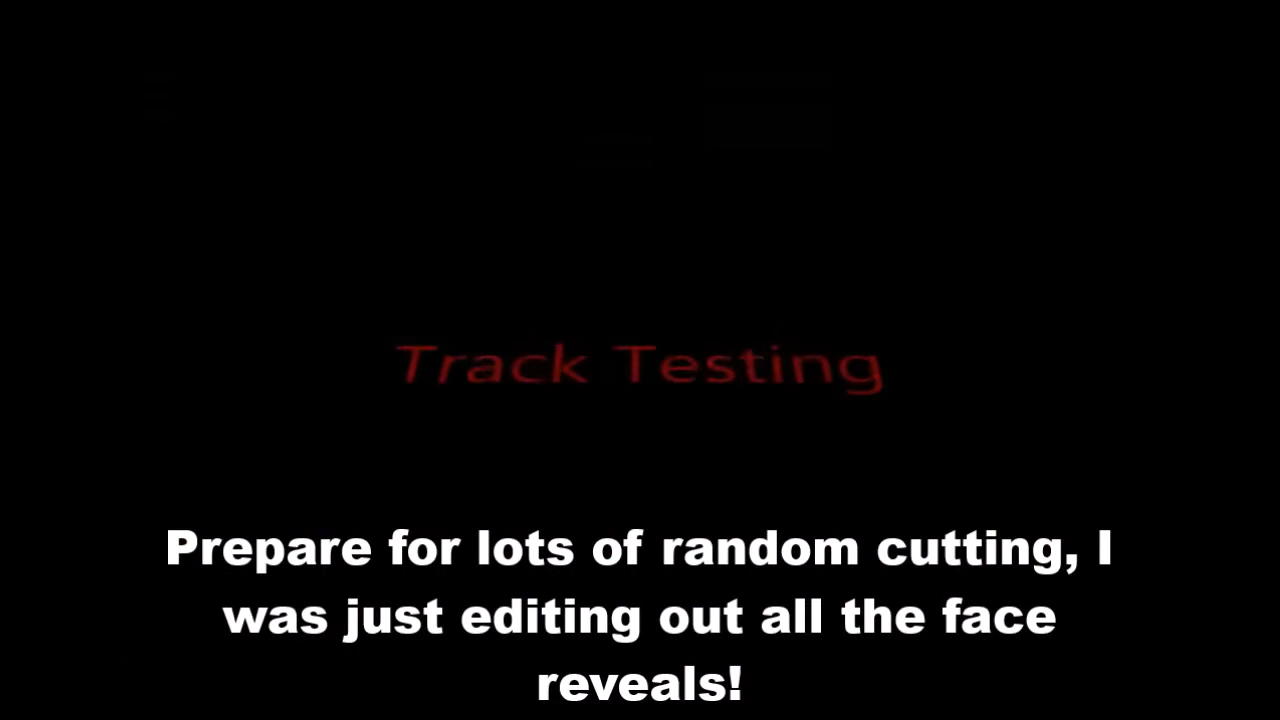 Track Testing
Prepare for lots of random cutting, I
was just editing out all the face
reveals!